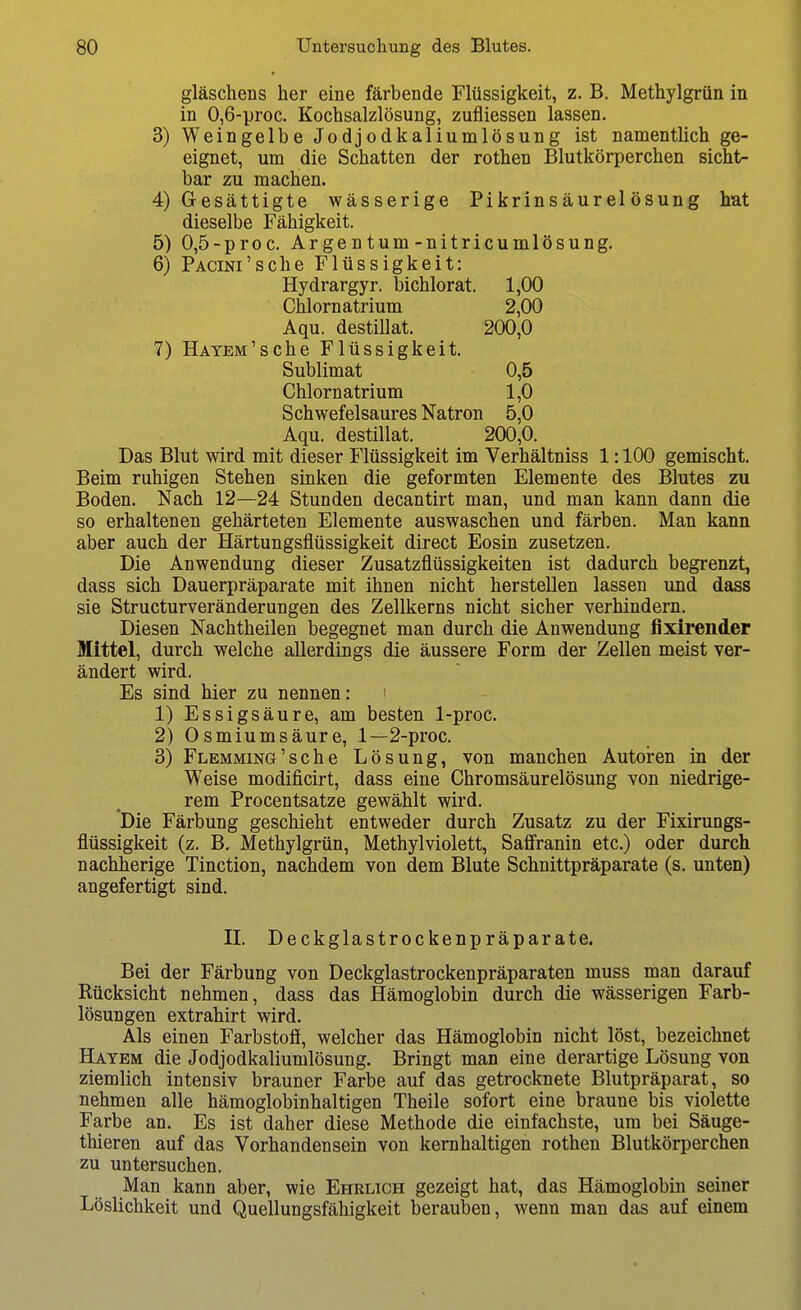 80 Untersuchung des Blutes.
gläschens her eine färbende Flüssigkeit, z. B. Methylgrün in
in 0,6-proc. Kochsalzlösung, zufliessen lassen.
3) Weingelbe Jodjodkaliumlösung ist namentlich ge-
eignet, um die Schatten der rothen Blutkörperchen sicht-
bar zu machen.
4) Gesättigte wässerige Pikrinsäurelösung hat
dieselbe Fähigkeit.
5) 0,5-proc. Argentum-nitricumlösung.
6) Pacini'sche Flüssigkeit:
Hydrargyr. bichlorat. 1,00
Chlornatrium 2,00
Aqu. destillat. 200,0
7) Hayem'sche Flüssigkeit.
Sublimat 0,5
Chlornatrium 1,0
Schwefelsaures Natron 5,0
Aqu. destillat. 200,0.
Das Blut wird mit dieser Flüssigkeit im Verhältniss 1:100 gemischt.
Beim ruhigen Stehen sinken die geformten Elemente des Blutes zu
Boden. Nach 12—24 Stunden decantirt man, und man kann dann die
so erhaltenen gehärteten Elemente auswaschen und färben. Man kann
aber auch der Härtungsflüssigkeit direct Eosin zusetzen.
Die Anwendung dieser Zusatzflüssigkeiten ist dadurch begrenzt,
dass sich Dauerpräparate mit ihnen nicht herstellen lassen und dass
sie Structurveränderungen des Zellkerns nicht sicher verhindern.
Diesen Nachtheilen begegnet man durch die Anwendung fixirender
Mittel, durch welche allerdings die äussere Form der Zellen meist ver-
ändert wird.
Es sind hier zu nennen:
1) Essigsäure, am besten 1-proc.
2) Osmiumsäure, 1—2-proc.
3) Flemming'sche Lösung, von manchen Autoren in der
Weise modificirt, dass eine Chromsäurelösung von niedrige-
rem Procentsatze gewählt wird.
Die Färbung geschieht entweder durch Zusatz zu der Fixirungs-
flüssigkeit (z. B. Methylgrün, Methylviolett, Saffranin etc.) oder durch
nachherige Tinction, nachdem von dem Blute Schnittpräparate (s. unten)
angefertigt sind.
II. Deckglastrockenpräparate.
Bei der Färbung von Deckglastrockenpräparaten muss man darauf
Rücksicht nehmen, dass das Hämoglobin durch die wässerigen Farb-
lösungen extrahirt wird.
Als einen Farbstoff, welcher das Hämoglobin nicht löst, bezeichnet
Hayem die Jodjodkaliumlösung. Bringt man eine derartige Lösung von
ziemlich intensiv brauner Farbe auf das getrocknete Blutpräparat, so
nehmen alle hämoglobinhaltigen Theile sofort eine braune bis violette
Farbe an. Es ist daher diese Methode die einfachste, um bei Säuge-
thieren auf das Vorhandensein von kernhaltigen rothen Blutkörperchen
zu untersuchen.
Man kann aber, wie Ehrlich gezeigt hat, das Hämoglobin seiner
Löslichkeit und Quellungsfähigkeit berauben, wenn man das auf einem